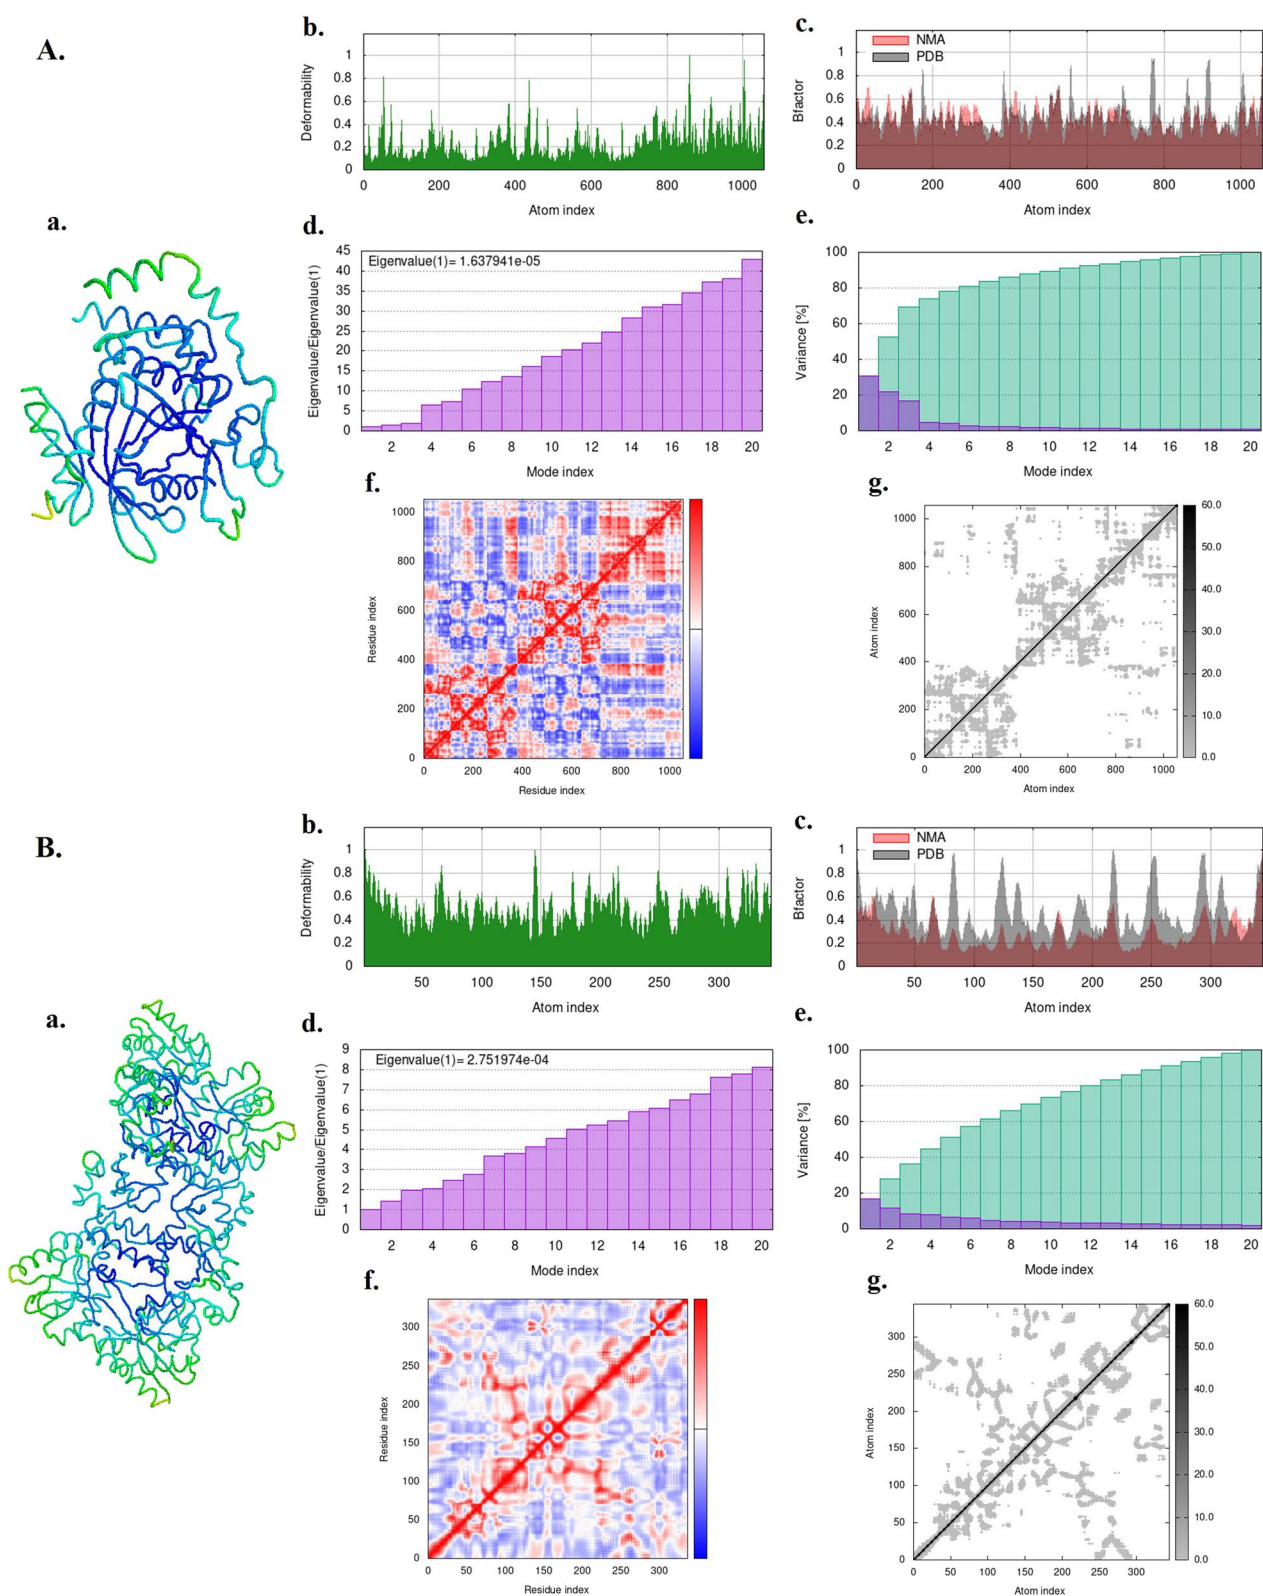 A.
a.
b.
Deformability
1
0.8
0.6
0.4
0.2
0
0 200 400 600 800 1000
Atom index
c.
NMA
PDB
Bfactor
1
0.8
0.6
0.4
0.2
0
0 200 400 600 800 1000
Atom index
d.
Eigenvalue(1)= 1.637941e-05
Eigenvalue/Eigenvalue(1)
45
40
35
30
25
20
15
10
5
0
2 4 6 8 10 12 14 16 18 20
Mode index
e.
Variance [%]
100
80
60
40
20
0
2 4 6 8 10 12 14 16 18 20
Mode index
f.
Residue index
1000
800
600
400
200
0
0 200 400 600 800 1000
Residue index
g.
Atom index
1000
800
600
400
200
0
0 200 400 600 800 1000
Atom index
60.0
50.0
40.0
30.0
20.0
10.0
0.0
B.
a.
b.
Deformability
1
0.8
0.6
0.4
0.2
0
50 100 150 200 250 300
Atom index
c.
NMA
PDB
Bfactor
1
0.8
0.6
0.4
0.2
0
50 100 150 200 250 300
Atom index
d.
Eigenvalue(1)= 2.751974e-04
Eigenvalue/Eigenvalue(1)
9
8
7
6
5
4
3
2
1
0
2 4 6 8 10 12 14 16 18 20
Mode index
e.
Variance [%]
100
80
60
40
20
0
2 4 6 8 10 12 14 16 18 20
Mode index
f.
Residue index
300
250
200
150
100
50
0
0 50 100 150 200 250 300
Residue index
g.
Atom index
300
250
200
150
100
50
0
0 50 100 150 200 250 300
Atom index
60.0
50.0
40.0
30.0
20.0
10.0
0.0